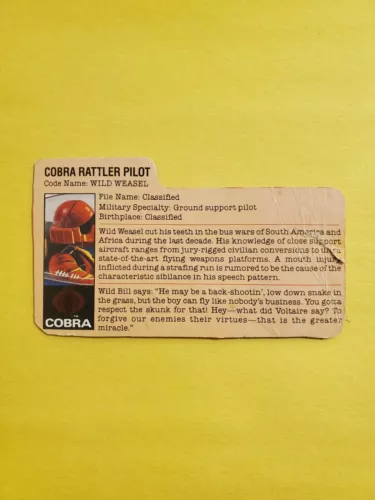 COBRA RATTLER PILOT
Code Name: WILD WEASEL
File Name: Classified
Military Specialty: Ground support pilot
Birthplace: Classified
Wild Weasel cut his teeth in the bus wars of South America and
Africa during the last decade. His knowledge of close support
aircraft ranges from jury-rigged civilian conversions to ultra
state-of-the-art flying weapons platforms. A mouth injury
inflicted during a strafing run is rumored to be the cause of the
characteristic sibilance in his speech pattern.
Wild Bill says: "He may be a back-shootin', low down snake in
the grass, but the boy can fly like nobody's business. You gotta
respect the skunk for that! Hey—what did Voltaire say? To
forgive our enemies their virtues—that is the greater
miracle."
COBRA